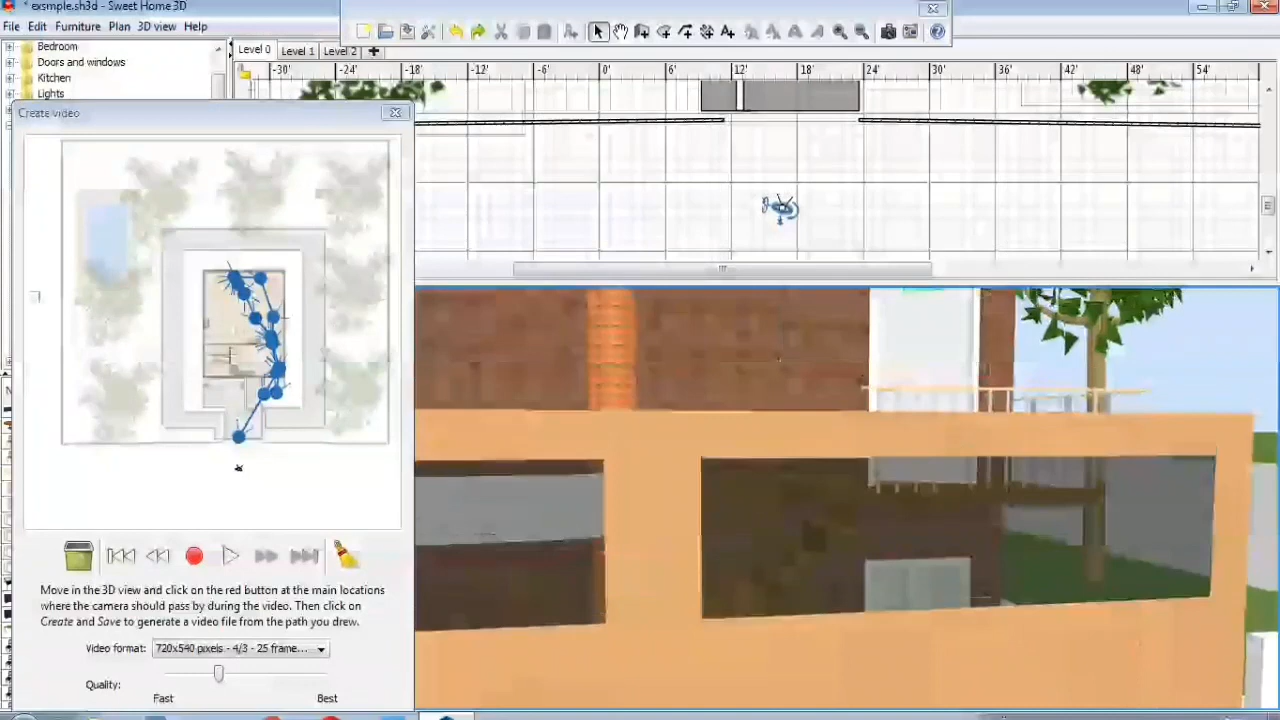 * exsmple.sh3d - Sweet Home 3D
File Edit Furniture Plan 3D view Help
Bedroom
Doors and windows
Kitchen
Lights
Level 0 Level 1 Level 2
-30' -24' -18' -12' -6' 0' 6' 12' 18' 24' 30' 36' 42' 48' 54'
Create video
Move in the 3D view and click on the red button at the main locations
where the camera should pass by during the video. Then click on
Create and Save to generate a video file from the path you drew.
Video format: 720x540 pixels - 4/3 - 25 frame...
Quality:
Fast Best